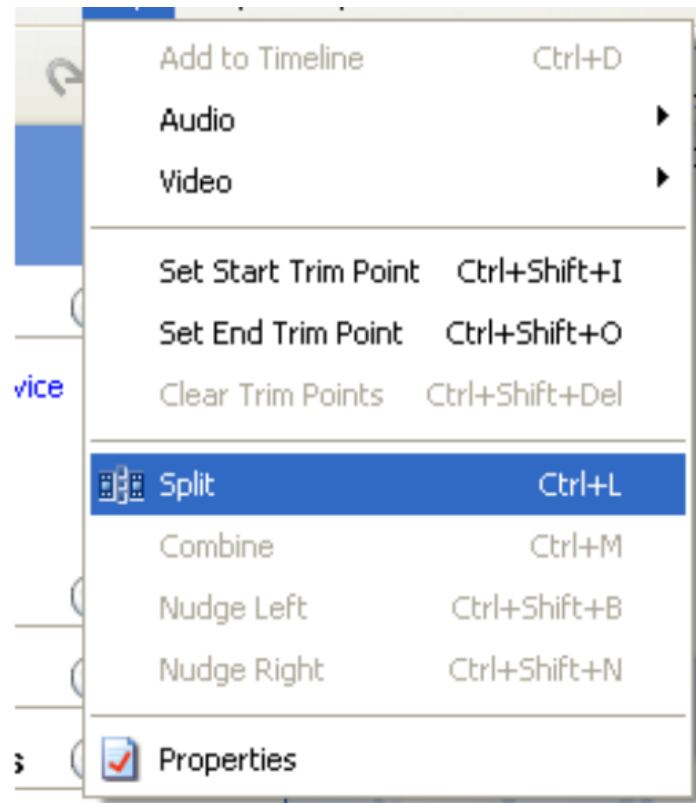 Add to Timeline Ctrl+D
Audio
Video
Set Start Trim Point Ctrl+Shift+I
Set End Trim Point Ctrl+Shift+O
vice
Clear Trim Points Ctrl+Shift+Del
Split Ctrl+L
Combine Ctrl+M
Nudge Left Ctrl+Shift+B
Nudge Right Ctrl+Shift+N
s Properties